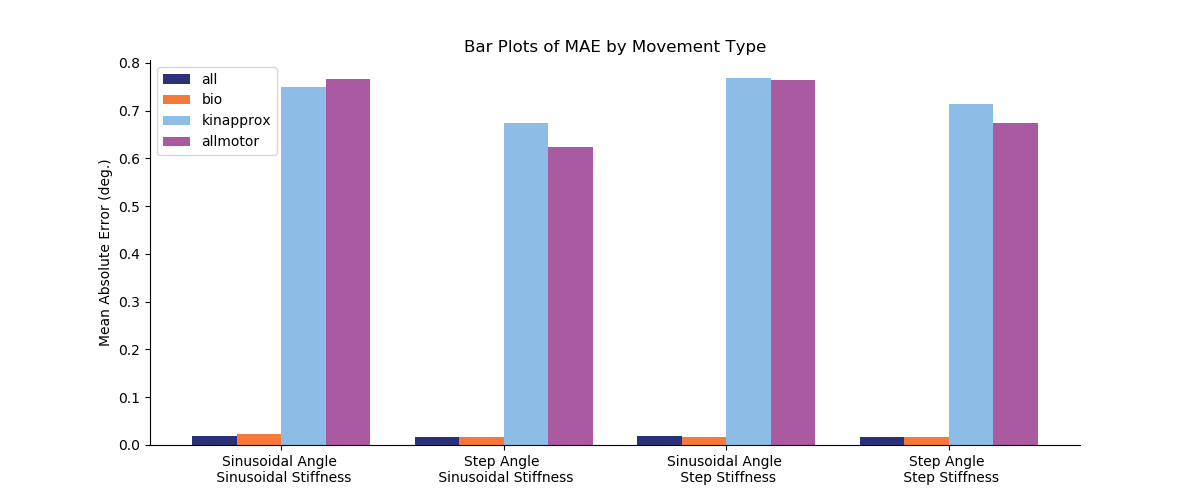 Bar Plots of MAE by Movement Type
all
bio
kinapprox
allmotor
Mean Absolute Error (deg.)
0.8
0.7
0.6
0.5
0.4
0.3
0.2
0.1
0.0
Sinusoidal Angle
Sinusoidal Stiffness
Step Angle
Sinusoidal Stiffness
Sinusoidal Angle
Step Stiffness
Step Angle
Step Stiffness